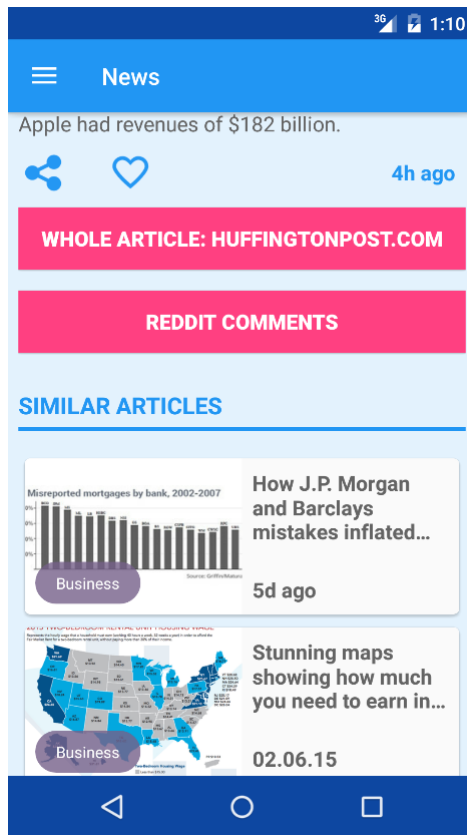 3G 1:10
News
Apple had revenues of $182 billion.
4h ago
WHOLE ARTICLE: HUFFINGTONPOST.COM
REDDIT COMMENTS
SIMILAR ARTICLES
Misreported mortgages by bank, 2002-2007
How J.P. Morgan
and Barclays
mistakes inflated...
Business
5d ago
Stunning maps
showing how much
you need to earn in...
Business
02.06.15